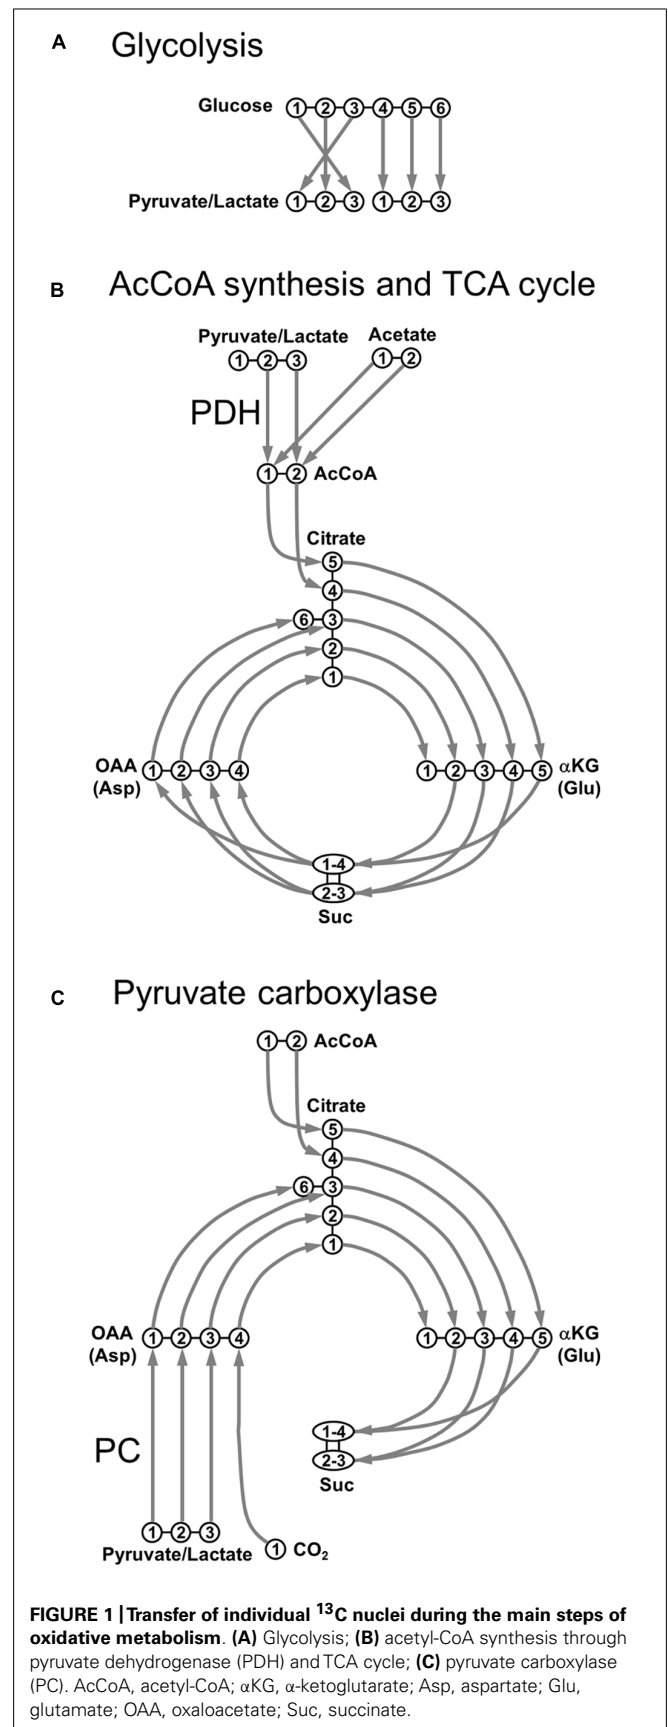 A Glycolysis
Glucose 1 2 3 4 5 6
Pyruvate/Lactate 1 2 3 1 2 3
B AcCoA synthesis and TCA cycle
Pyruvate/Lactate Acetate
1 2 3 1 2
PDH
1 2 AcCoA
Citrate
5
4
6 3
2
1
OAA 1 2 3 4 1 2 3 4 5 αKG
(Asp) (Glu)
1-4
2-3
Suc
C Pyruvate carboxylase
1 2 AcCoA
Citrate
5
4
6 3
2
1
OAA 1 2 3 4 1 2 3 4 5 αKG
(Asp) (Glu)
1-4
PC
2-3
Suc
1 2 3
Pyruvate/Lactate 1 CO₂
FIGURE 1 | Transfer of individual ¹³C nuclei during the main steps of
oxidative metabolism. (A) Glycolysis; (B) acetyl-CoA synthesis through
pyruvate dehydrogenase (PDH) and TCA cycle; (C) pyruvate carboxylase
(PC). AcCoA, acetyl-CoA; αKG, α-ketoglutarate; Asp, aspartate; Glu,
glutamate; OAA, oxaloacetate; Suc, succinate.